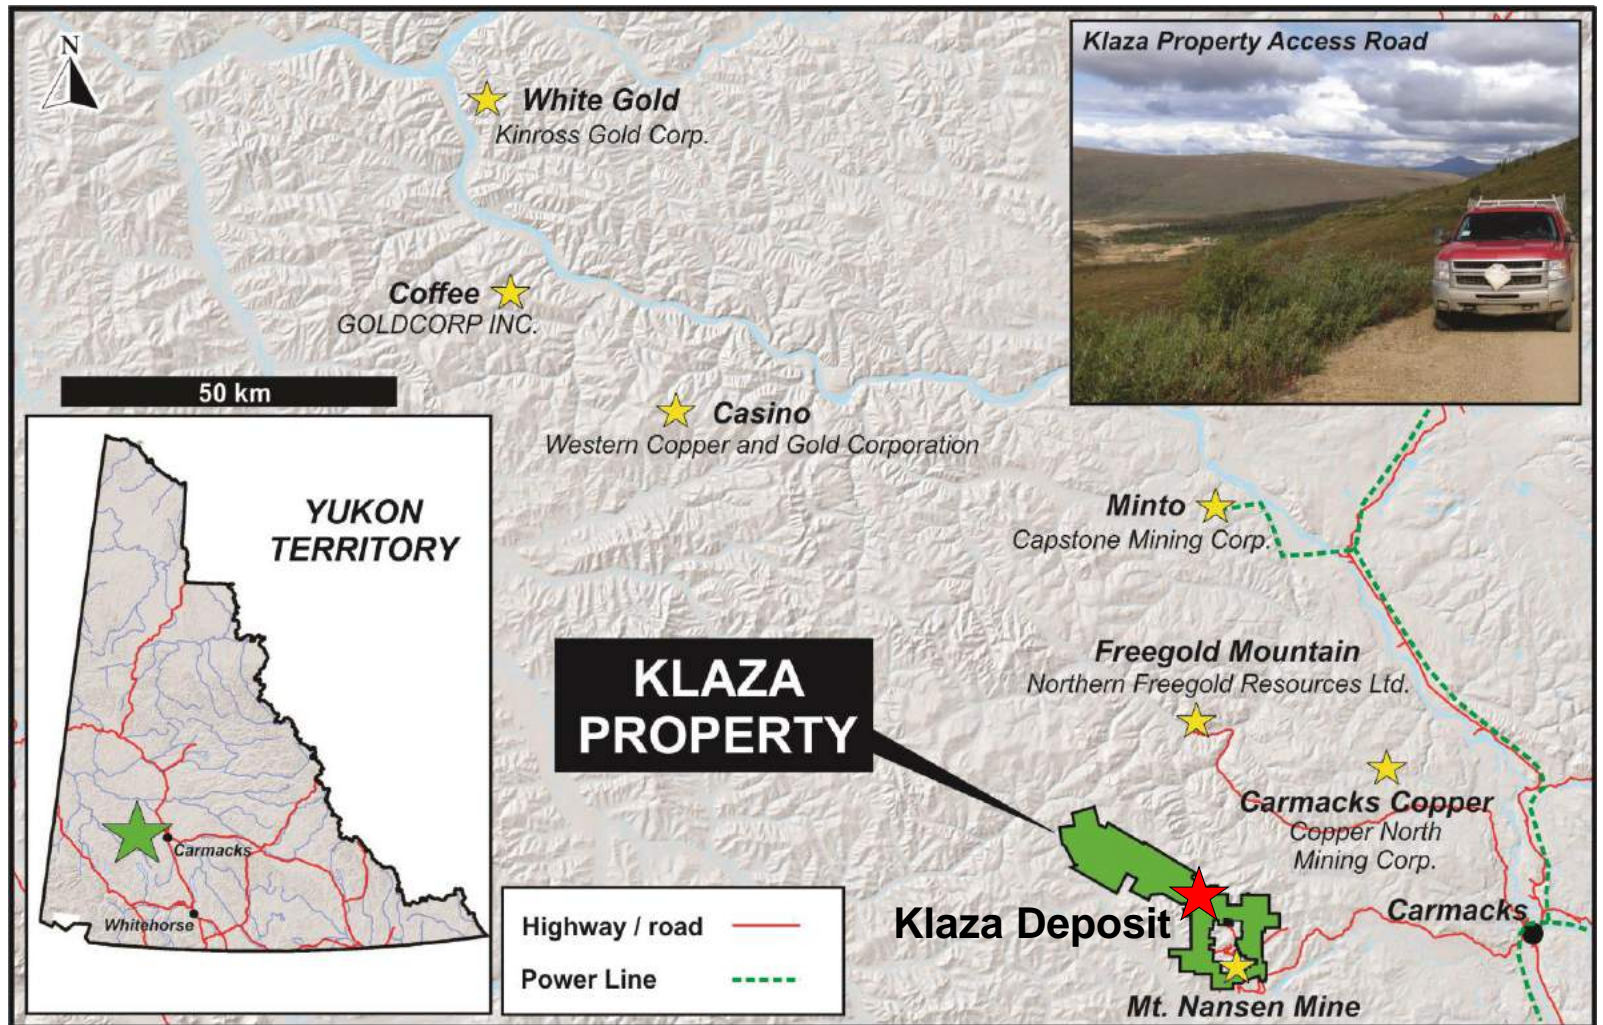 N
Klaza Property Access Road
White Gold
Kinross Gold Corp.
Coffee
GOLDCORP INC.
50 km
Casino
Western Copper and Gold Corporation
YUKON
TERRITORY
Minto
Capstone Mining Corp.
KLAZA
PROPERTY
Freegold Mountain
Northern Freegold Resources Ltd.
Carmacks Copper
Copper North
Mining Corp.
Carmacks
Whitehorse
Highway / road
Power Line
Klaza Deposit
Carmacks
Mt. Nansen Mine